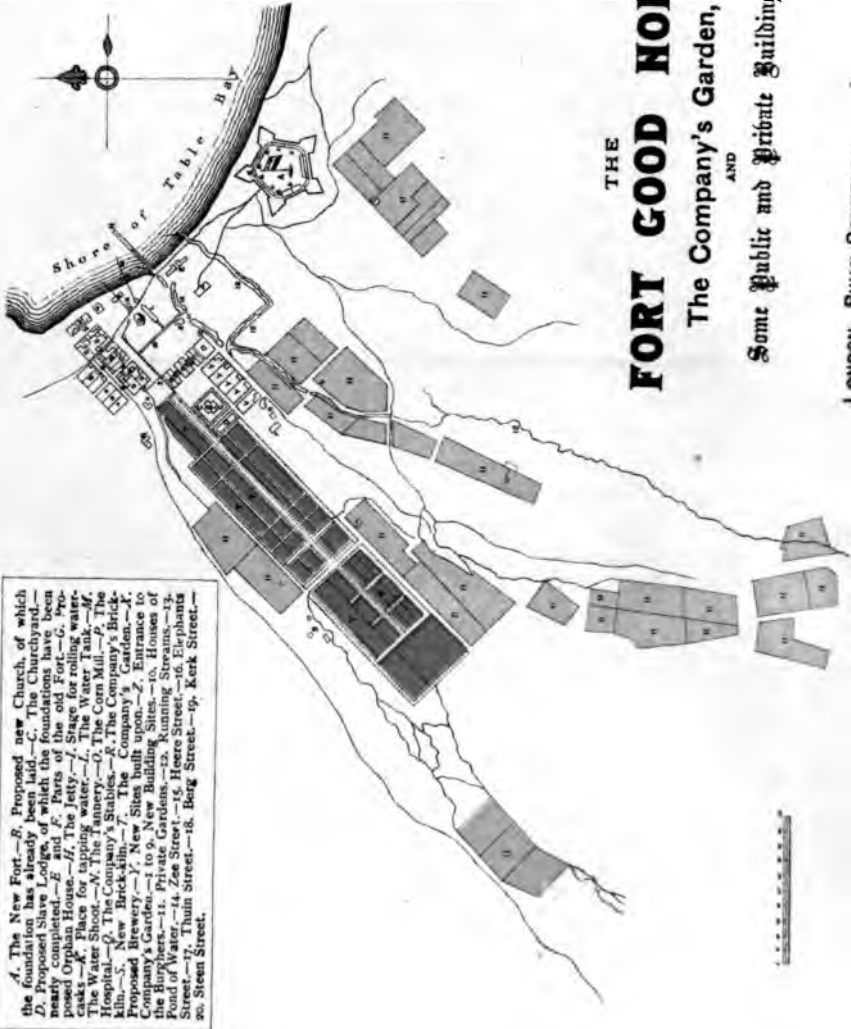 A. The New Fort.—B. Proposed new Church, of which
the foundation has already been laid.—C. The Churchyard.—
D. Proposed Slave Lodge, of which the foundations have been
nearly completed.—E and F. Parts of the old Fort.—G. Pro-
posed Orphan House.—H. The Jetty.—I. Stage for rolling water-
casks—K. Place for tapping water.—L. The Water Tank.—M.
The Water Shoot.—N. The Tannery.—O. The Corn Mill.—P. The
Hospital.—Q. The Company's Stables.—R. The Company's Brick-
kiln.—S. New Brick-kiln.—T. The Company's Garden.—X.
Proposed Brewery.—Y. New Sites built upon.—Z. Entrance to
Company's Garden.—1 to 9. New Building Sites.—10. Houses of
the Burghers.—11. Private Gardens.—12. Running Streams.—13.
Pond of Water.—14. Zee Street.—15. Heere Street.—16. Elephants
Street.—17. Thuin Street.—18. Berg Street.—19. Kerk Street.—
20. Steen Street.
Shore of Table Bay
THE
FORT GOOD
The Company's Garden,
AND
Some Public and Private